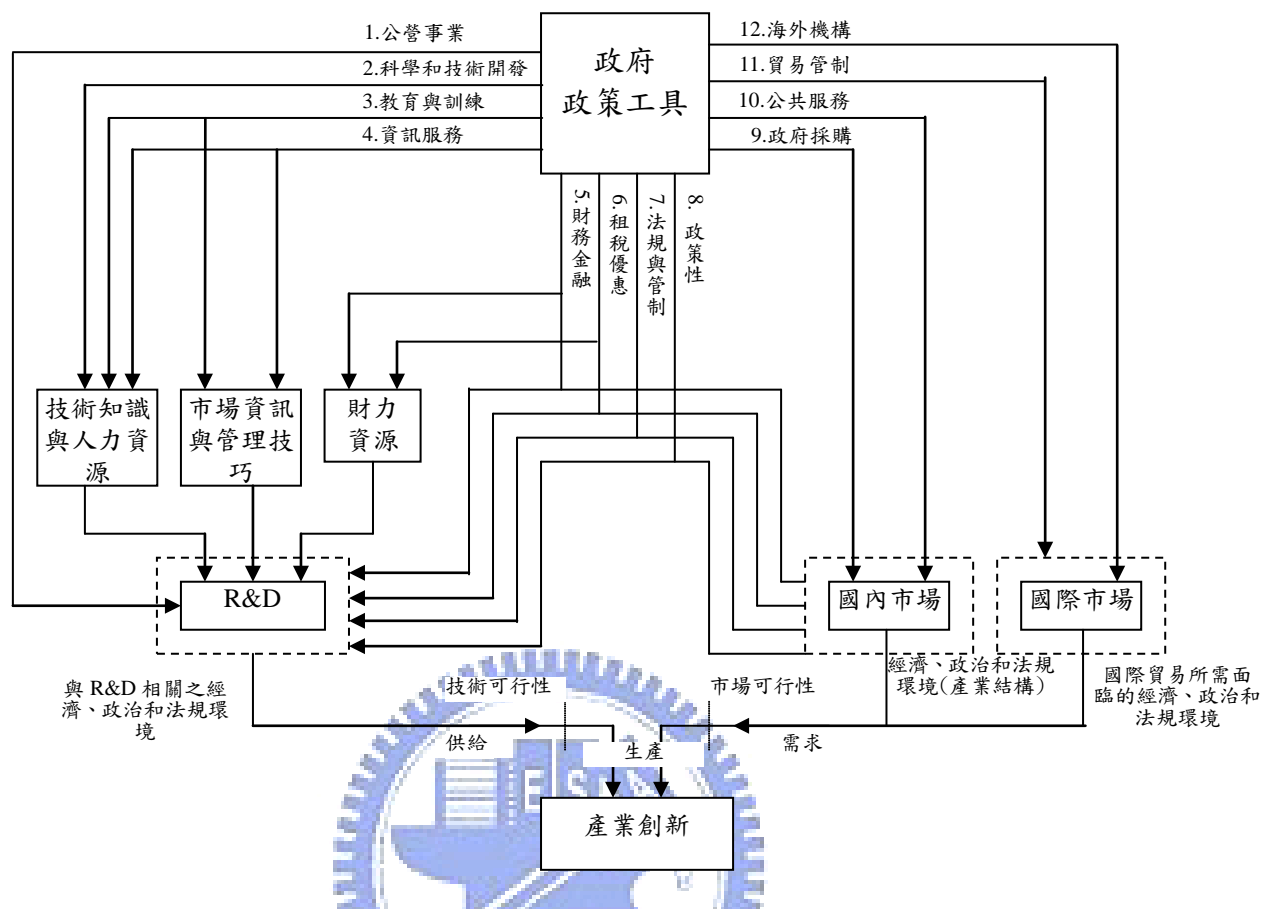 1.公營事業
2.科學和技術開發
3.教育與訓練
4.資訊服務
政府
政策工具
12.海外機構
11.貿易管制
10.公共服務
9.政府採購
5.財務金融
6.租稅優惠
7.法規與管制
8. 政策性
技術知識
與人力資
源
市場資訊
與管理技
巧
財力
資源
R&D
國內市場
國際市場
與 R&D 相關之經
濟、政治和法規環
境
技術可行性
市場可行性
經濟、政治和法規
環境(產業結構)
國際貿易所需面
臨的經濟、政治和
法規環境
供給
生產
需求
產業創新